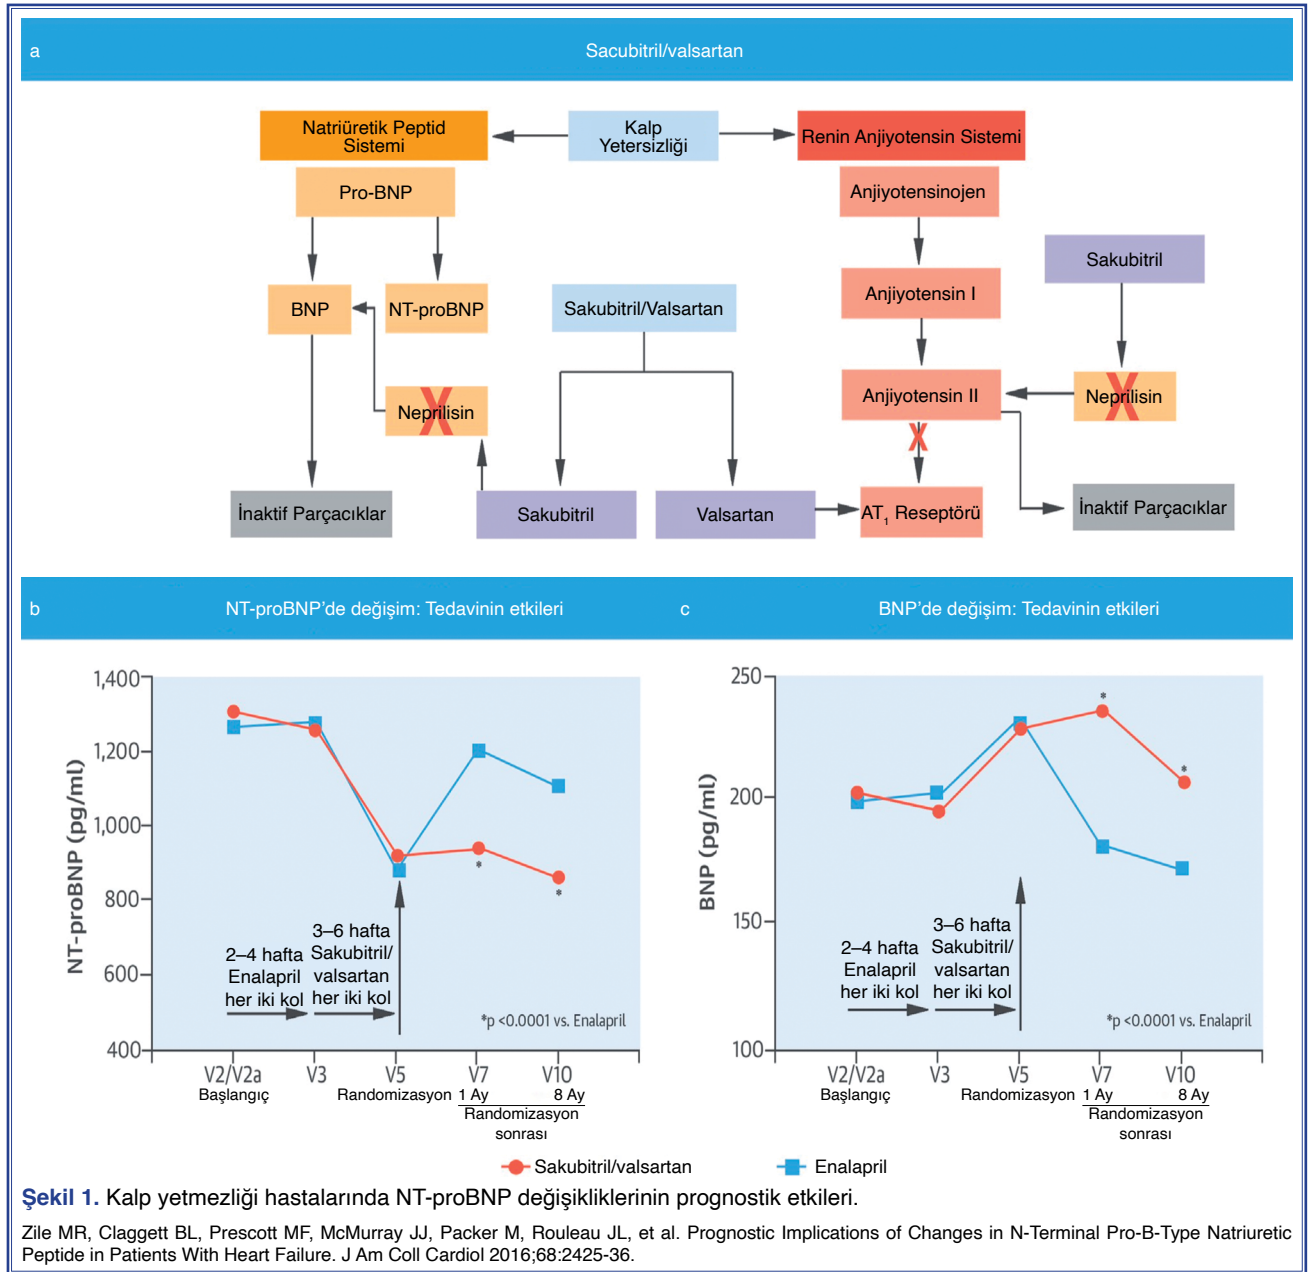 a
Sacubitril/valsartan
Natriüretik Peptid
Sistemi
Kalp
Yetersizliği
Renin Anjiyotensin Sistemi
Pro-BNP
Anjiyotensinojen
Sakubitril
BNP
NT-proBNP
Sakubitril/Valsartan
Anjiyotensin I
Neprilisin
Anjiyotensin II
Neprilisin
İnaktif Parçacıklar
Sakubitril
Valsartan
AT1 Reseptörü
İnaktif Parçacıklar
b
NT-proBNP’de değişim: Tedavinin etkileri
NT-proBNP (pg/ml)
1,400
1,200
1,000
800
600
400
2–4 hafta
Enalapril
her iki kol
3–6 hafta
Sakubitril/
valsartan
her iki kol
*
*
*p <0.0001 vs. Enalapril
V2/V2a
V3
V5
V7
V10
Başlangıç
Randomizasyon
1 Ay
8 Ay
Randomizasyon
sonrası
c
BNP’de değişim: Tedavinin etkileri
BNP (pg/ml)
250
200
150
100
*
*
2–4 hafta
Enalapril
her iki kol
3–6 hafta
Sakubitril/
valsartan
her iki kol
*p <0.0001 vs. Enalapril
V2/V2a
V3
V5
V7
V10
Başlangıç
Randomizasyon
1 Ay
8 Ay
Randomizasyon
sonrası
Sakubitril/valsartan
Enalapril
Şekil 1. Kalp yetmezliği hastalarında NT-proBNP değişikliklerinin prognostik etkileri.
Zile MR, Claggett BL, Prescott MF, McMurray JJ, Packer M, Rouleau JL, et al. Prognostic Implications of Changes in N-Terminal Pro-B-Type Natriuretic
Peptide in Patients With Heart Failure. J Am Coll Cardiol 2016;68:2425-36.